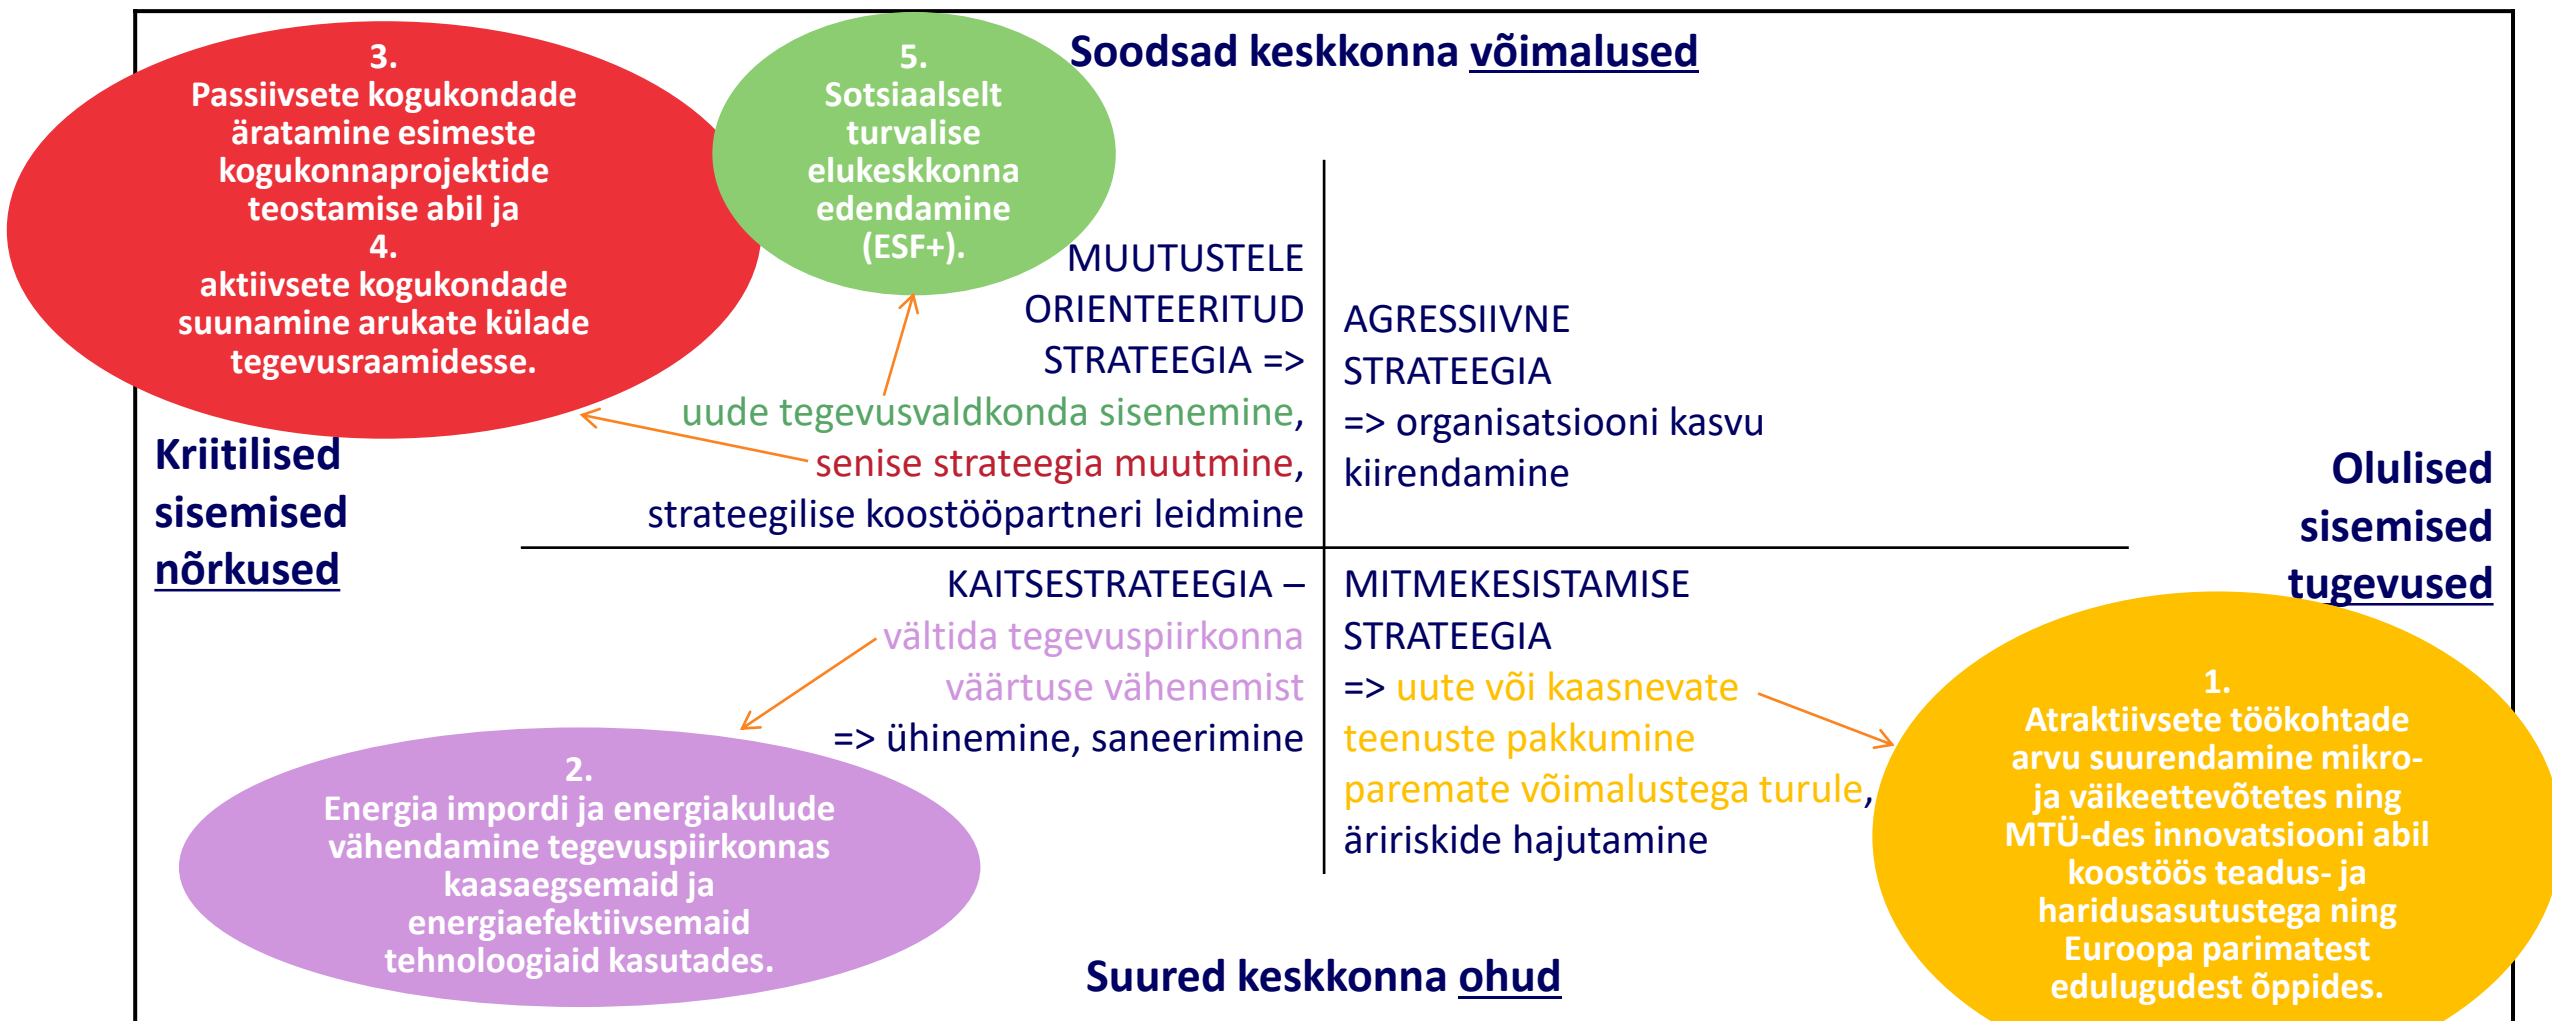 3.
Passiivsete kogukondade
äratamine esimeste
kogukonnaprojektide
teostamise abil ja
4.
aktiivsete kogukondade
suunamine arukate külade
tegevusraamidesse.
5.
Sotsiaalselt
turvalise
elukeskkonna
edendamine
(ESF+).
Soodsad keskkonna võimalused
MUUTUSTELE
ORIENTEERITUD
STRATEEGIA =>
uude tegevusvaldkonda sisenemine,
senise strateegia muutmine,
strateegilise koostööpartneri leidmine
AGRESSIIVNE
STRATEEGIA
=> organisatsiooni kasvu
kiirendamine
Kriitilised
sisemised
nõrkused
Olulised
sisemised
tugevused
KAITSESTRATEEGIA –
vältida tegevuspiirkonna
väärtuse vähenemist
=> ühinemine, saneerimine
MITMEKESISTAMISE
STRATEEGIA
=> uute või kaasnevate
teenuste pakkumine
paremate võimalustega turule,
äririskide hajutamine
2.
Energia impordi ja energiakulude
vähendamine tegevuspiirkonnas
kaasaegsemaid ja
energiaefektiivsemaid
tehnoloogiaid kasutades.
1.
Atraktiivsete töökohtade
arvu suurendamine mikro-
ja väikeettevõtetes ning
MTÜ-des innovatsiooni abil
koostöös teadus- ja
haridusasutustega ning
Euroopa parimatest
edulugudest õppides.
Suured keskkonna ohud